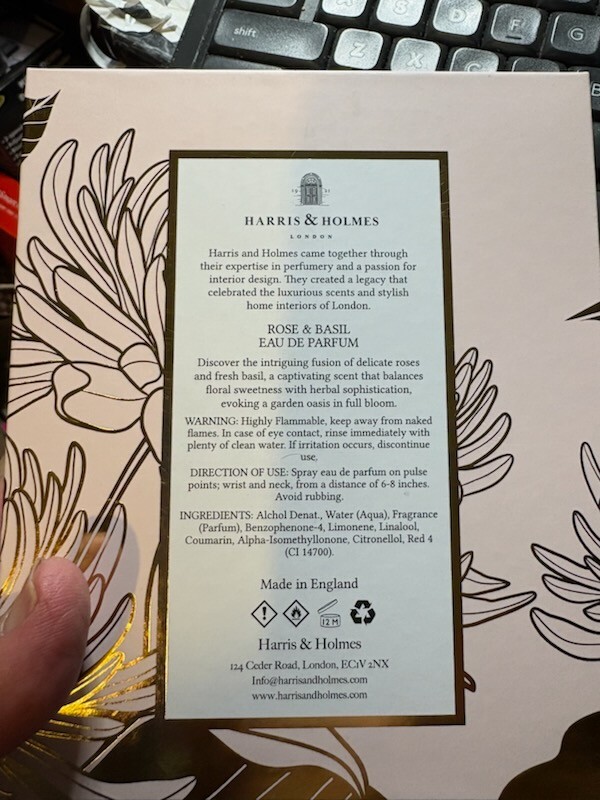 shift
A
S
D
F
G
Z
X
C
V
B
19 21
HARRIS & HOLMES
LONDON
Harris and Holmes came together through
their expertise in perfumery and a passion for
interior design. They created a legacy that
celebrated the luxurious scents and stylish
home interiors of London.
ROSE & BASIL
EAU DE PARFUM
Discover the intriguing fusion of delicate roses
and fresh basil, a captivating scent that balances
floral sweetness with herbal sophistication,
evoking a garden oasis in full bloom.
WARNING: Highly Flammable, keep away from naked
flames. In case of eye contact, rinse immediately with
plenty of clean water. If irritation occurs, discontinue
use.
DIRECTION OF USE: Spray eau de parfum on pulse
points; wrist and neck, from a distance of 6-8 inches.
Avoid rubbing.
INGREDIENTS: Alchol Denat., Water (Aqua), Fragrance
(Parfum), Benzophenone-4, Limonene, Linalool,
Coumarin, Alpha-Isomethyllonone, Citronellol, Red 4
(CI 14700).
Made in England
12 M
Harris & Holmes
124 Ceder Road, London, EC1V 2NX
Info@harrisandholmes.com
www.harrisandholmes.com